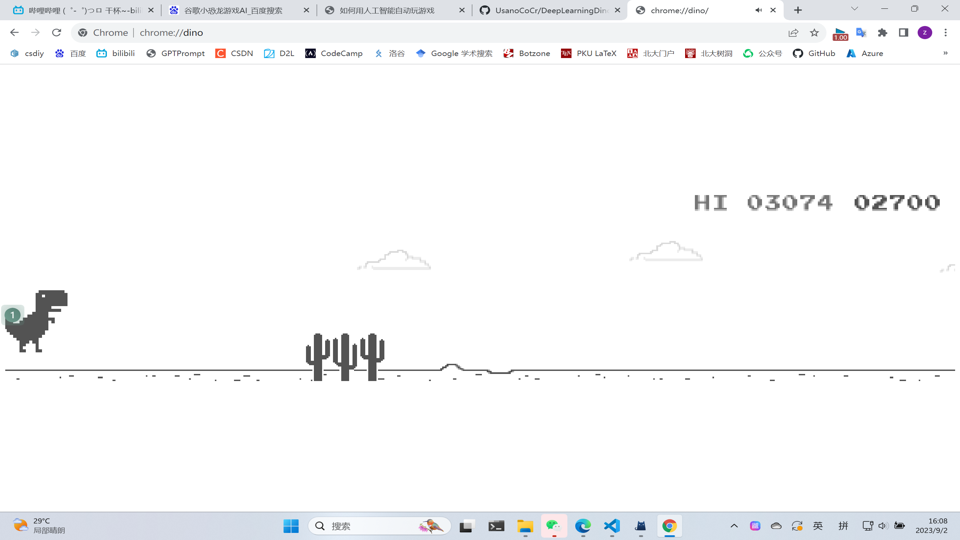 哔哩哔哩 (゜-゜)つロ 干杯~-bili
谷歌小恐龙游戏AI_百度搜索
如何用人工智能自动玩游戏
UsanoCoCr/DeepLearningDin
chrome://dino/
Chrome | chrome://dino
1.00
z
csdiy
百度
bilibili
GPTPrompt
CSDN
D2L
CodeCamp
洛谷
Google 学术搜索
Botzone
PKU LaTeX
北大门户
北大树洞
公众号
GitHub
Azure
»
HI 03074 02700
1
29°C
局部晴朗
搜索
英
拼
16:08
2023/9/2